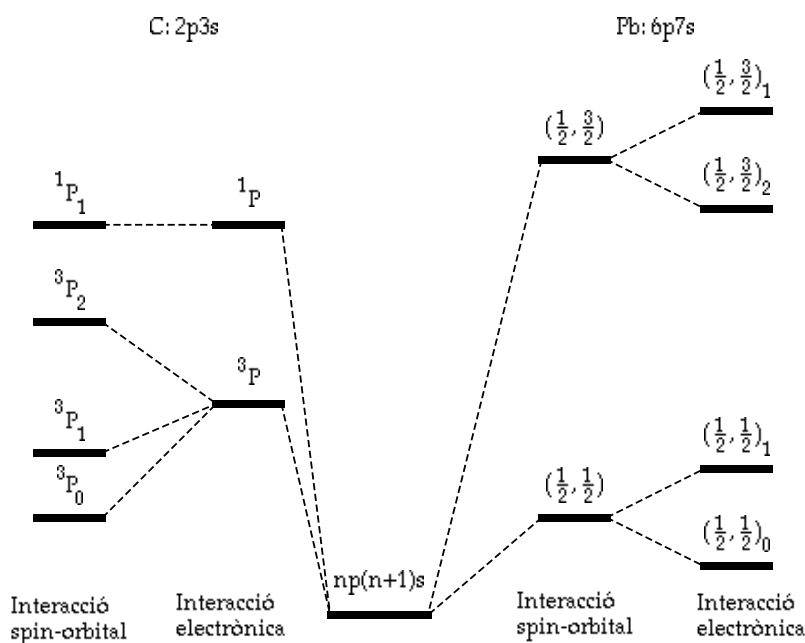 C: 2p3s
Pb: 6p7s
(1/2, 3/2)₁
(1/2, 3/2)
(1/2, 3/2)₂
¹P₁
¹P
³P₂
³P
³P₁
³P₀
(1/2, 1/2)₁
(1/2, 1/2)
(1/2, 1/2)₀
np(n+1)s
Interacció
spin-orbital
Interacció
electrònica
Interacció
spin-orbital
Interacció
electrònica